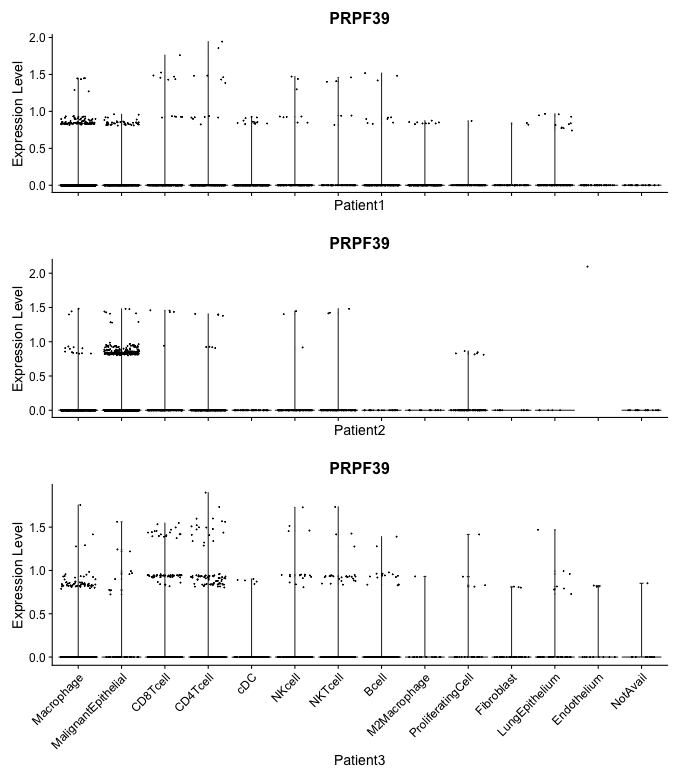 PRPF39
Expression Level
2.0
1.5
1.0
0.5
0.0
Patient1
PRPF39
Expression Level
2.0
1.5
1.0
0.5
0.0
Patient2
PRPF39
Expression Level
1.5
1.0
0.5
0.0
Macrophage
MalignantEpithelial
CD8Tcell
CD4Tcell
cDC
NKcell
NKTcell
Bcell
M2Macrophage
ProliferatingCell
Fibroblast
LungEpithelium
Endothelium
NotAvail
Patient3